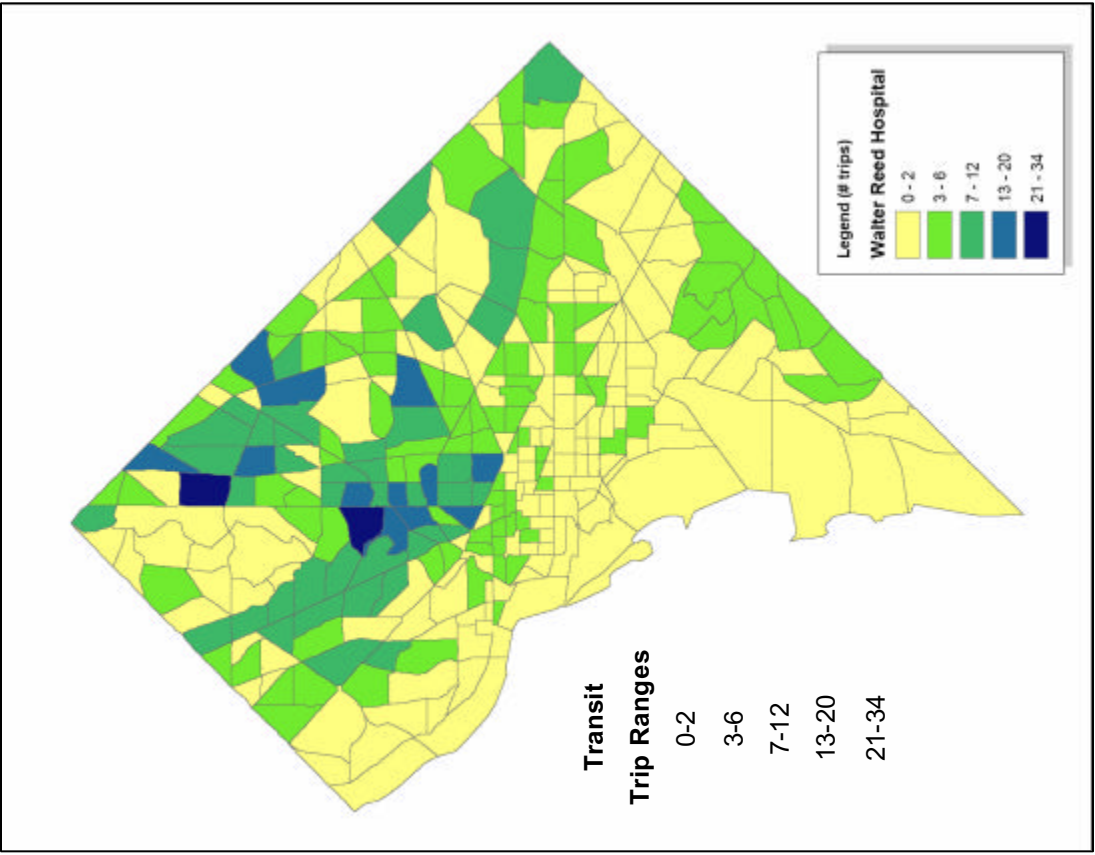 Legend (# trips)
Walter Reed Hospital
0 - 2
3 - 6
7 - 12
13 - 20
21 - 34
Transit
Trip Ranges
0-2
3-6
7-12
13-20
21-34